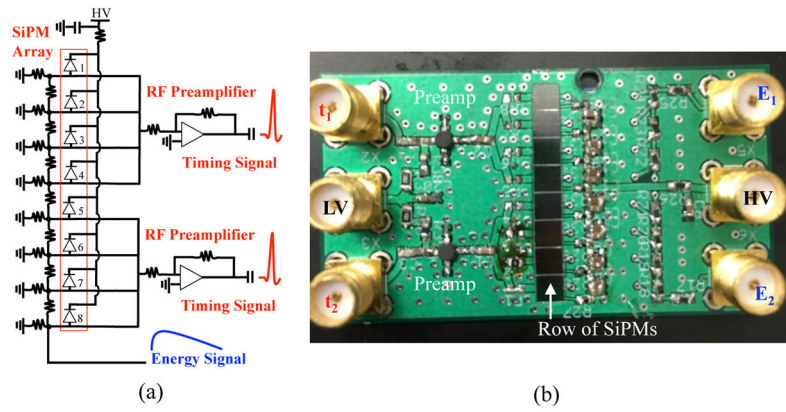 HV
SiPM
Array
1
2
3
4
5
6
7
8
RF Preamplifier
Timing Signal
RF Preamplifier
Timing Signal
Energy Signal
(a)
t1
Preamp
E1
LV
HV
Preamp
t2
E2
Row of SiPMs
(b)